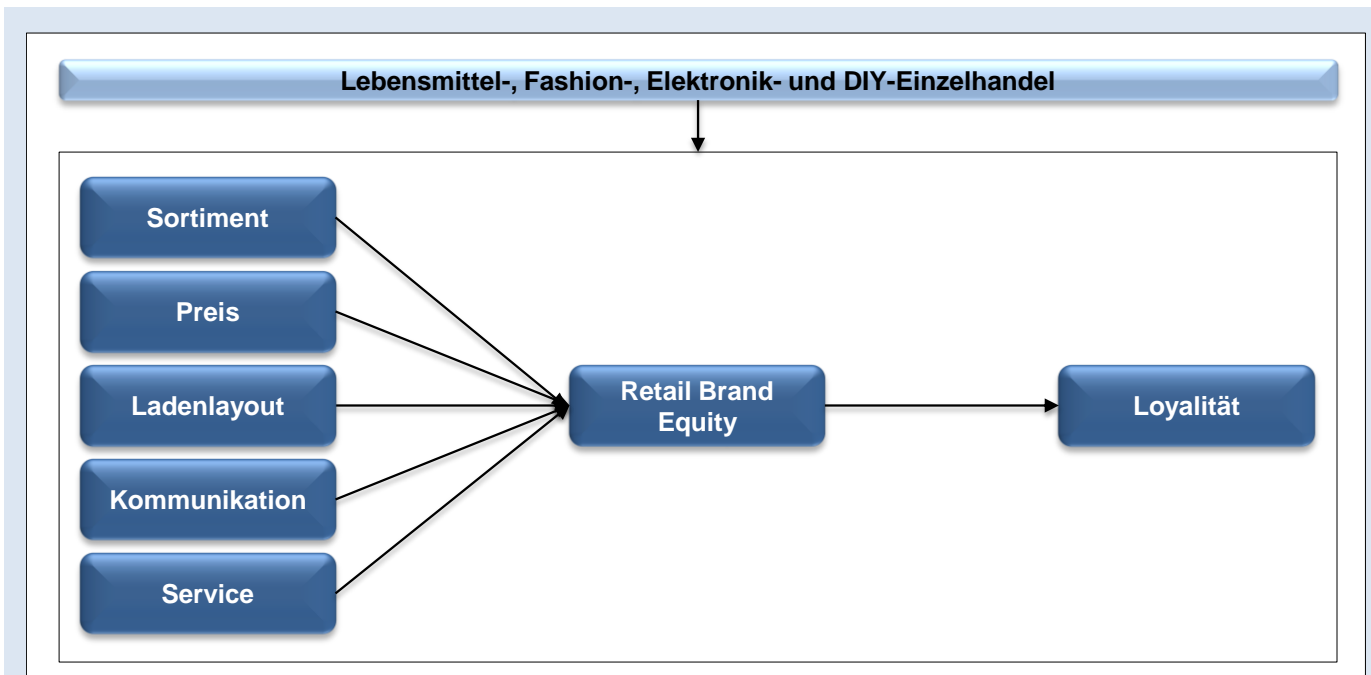 Lebensmittel-, Fashion-, Elektronik- und DIY-Einzelhandel
Sortiment
Preis
Ladenlayout
Kommunikation
Service
Retail Brand
Equity
Loyalität